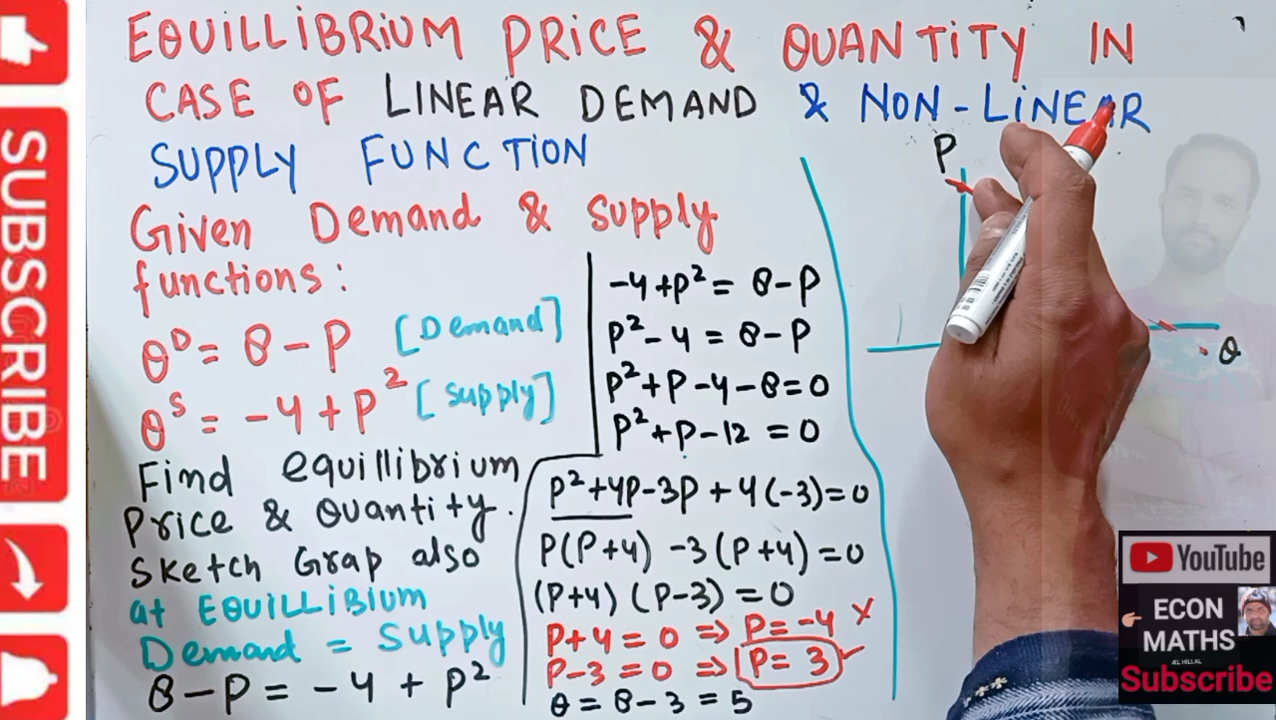 EQUILLIBRIUM PRICE & QUANTITY IN
CASE OF LINEAR DEMAND & NON-LINEAR
SUPPLY FUNCTION
Given Demand & supply
functions:
Q^D = 8 - P [Demand]
Q^S = -4 + P^2 [supply]
Find equillibrium
Price & Quantity.
Sketch Grap also
at EQUILLIBIUM
Demand = Supply
8 - P = -4 + P^2
-4 + P^2 = 8 - P
P^2 - 4 = 8 - P
P^2 + P - 4 - 8 = 0
P^2 + P - 12 = 0
P^2 + 4P - 3P + 4(-3) = 0
P(P+4) - 3(P+4) = 0
(P+4) (P-3) = 0
P+4 = 0 ⇒ P = -4 ×
P-3 = 0 ⇒ P = 3 ✓
Q = 8 - 3 = 5
P
Q
SUBSCRIBE
YouTube
ECON
MATHS
Subscribe